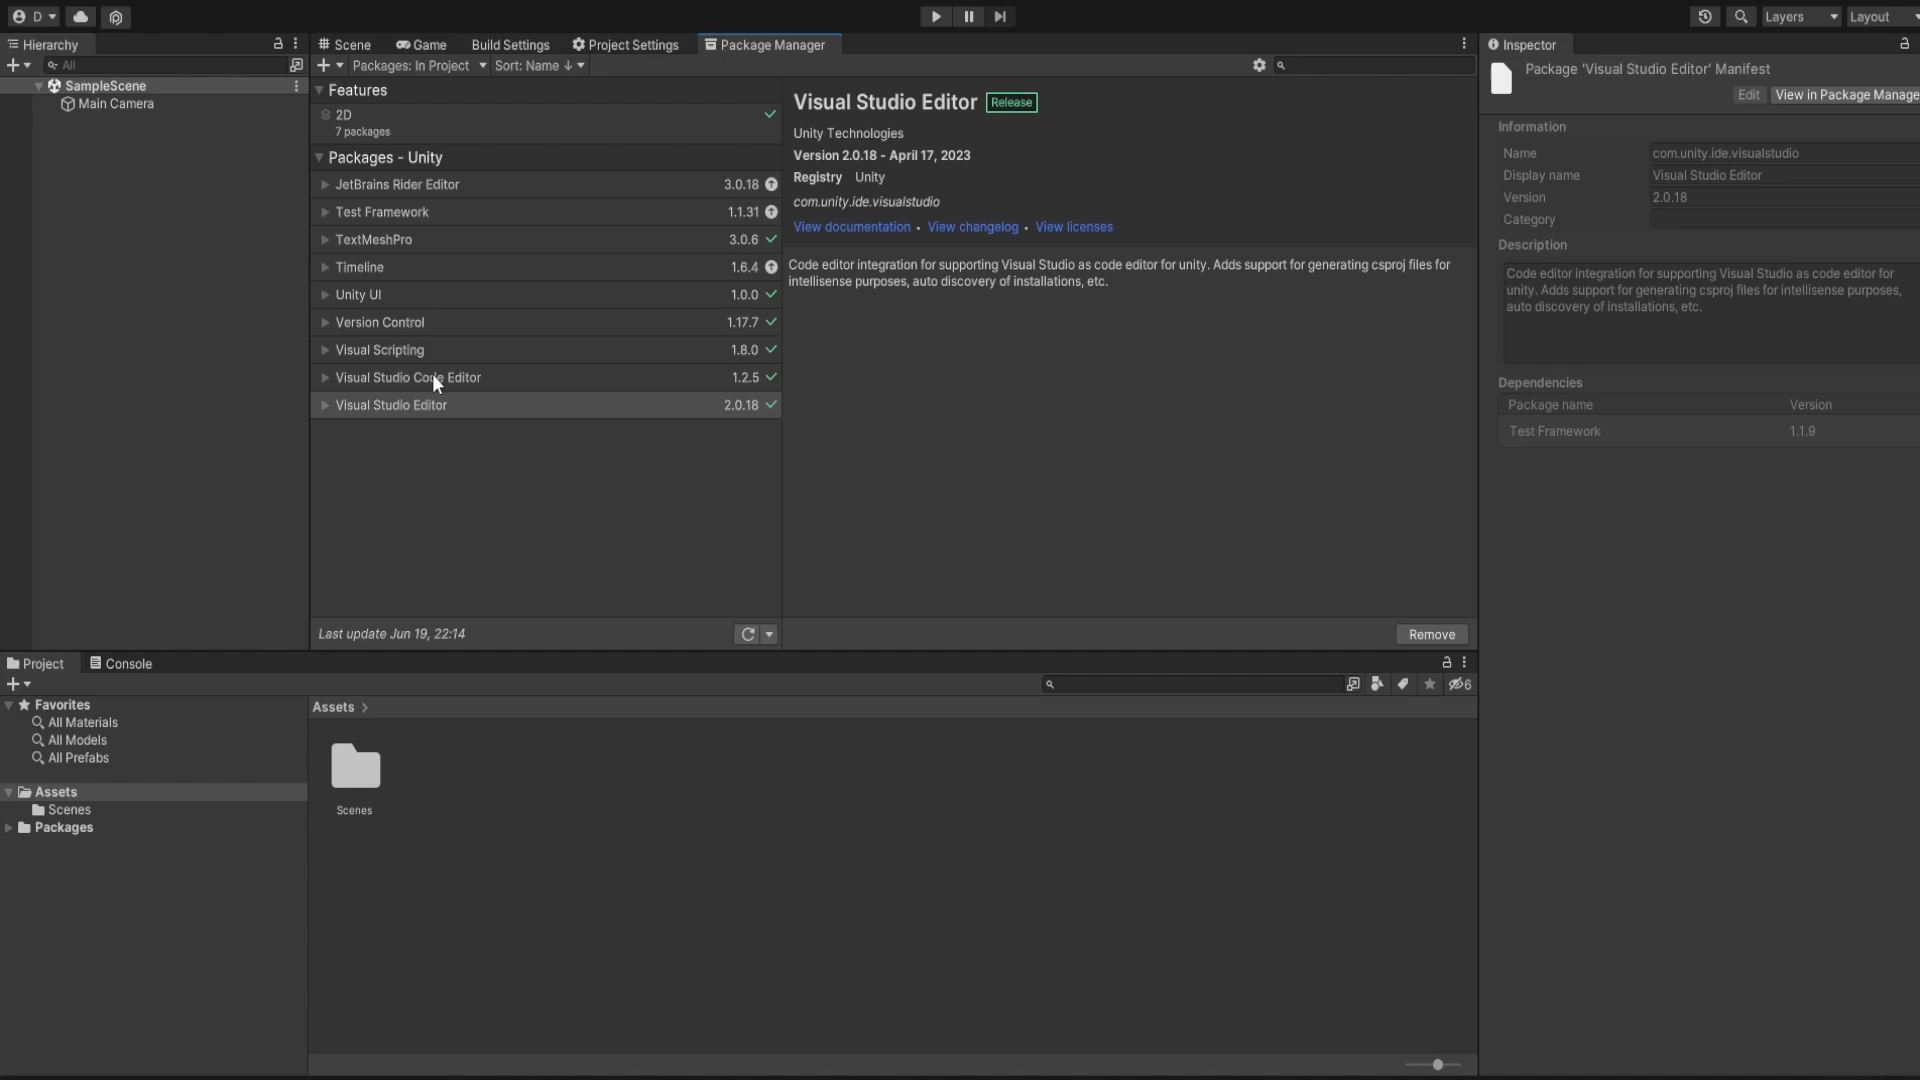 D
Layers
Layout
Hierarchy
All
SampleScene
Main Camera
Scene
Game
Build Settings
Project Settings
Package Manager
Packages: In Project
Sort: Name ↓
Features
2D
7 packages
Packages - Unity
JetBrains Rider Editor 3.0.18
Test Framework 1.1.31
TextMeshPro 3.0.6
Timeline 1.6.4
Unity UI 1.0.0
Version Control 1.17.7
Visual Scripting 1.8.0
Visual Studio Code Editor 1.2.5
Visual Studio Editor 2.0.18
Last update Jun 19, 22:14
Visual Studio Editor Release
Unity Technologies
Version 2.0.18 - April 17, 2023
Registry Unity
com.unity.ide.visualstudio
View documentation • View changelog • View licenses
Code editor integration for supporting Visual Studio as code editor for unity. Adds support for generating csproj files for
intellisense purposes, auto discovery of installations, etc.
Remove
Inspector
Package 'Visual Studio Editor' Manifest
Edit
View in Package Manage
Information
Name com.unity.ide.visualstudio
Display name Visual Studio Editor
Version 2.0.18
Category
Description
Code editor integration for supporting Visual Studio as code editor for
unity. Adds support for generating csproj files for intellisense purposes,
auto discovery of installations, etc.
Dependencies
Package name Version
Test Framework 1.1.9
Project
Console
6
Favorites
All Materials
All Models
All Prefabs
Assets
Scenes
Packages
Assets >
Scenes